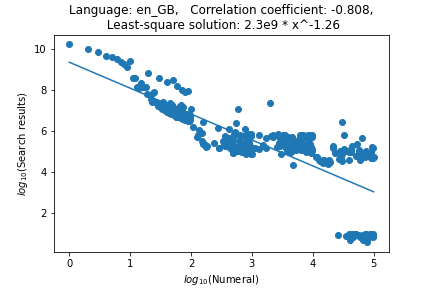 Language: en_GB,   Correlation coefficient: -0.808,
Least-square solution: 2.3e9 * x^-1.26
10
8
6
4
2
log10(Search results)
0 1 2 3 4 5
log10(Numeral)